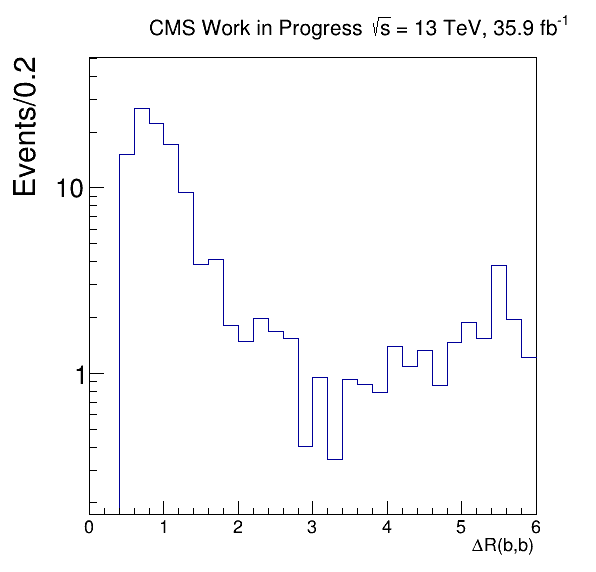 CMS Work in Progress √s = 13 TeV, 35.9 fb⁻¹
Events/0.2
10
1
0 1 2 3 4 5 6
ΔR(b,b)